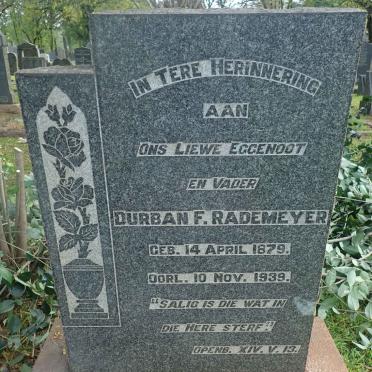 IN TERE HERINNERING
AAN
ONS LIEWE EGGENOOT
EN VADER
DURBAN F. RADEMEYER
GEB. 14 APRIL 1879.
OORL. 10 NOV. 1939.
"SALIG IS DIE WAT IN
DIE HERE STERF."
OPENB. XIV. V. 13.